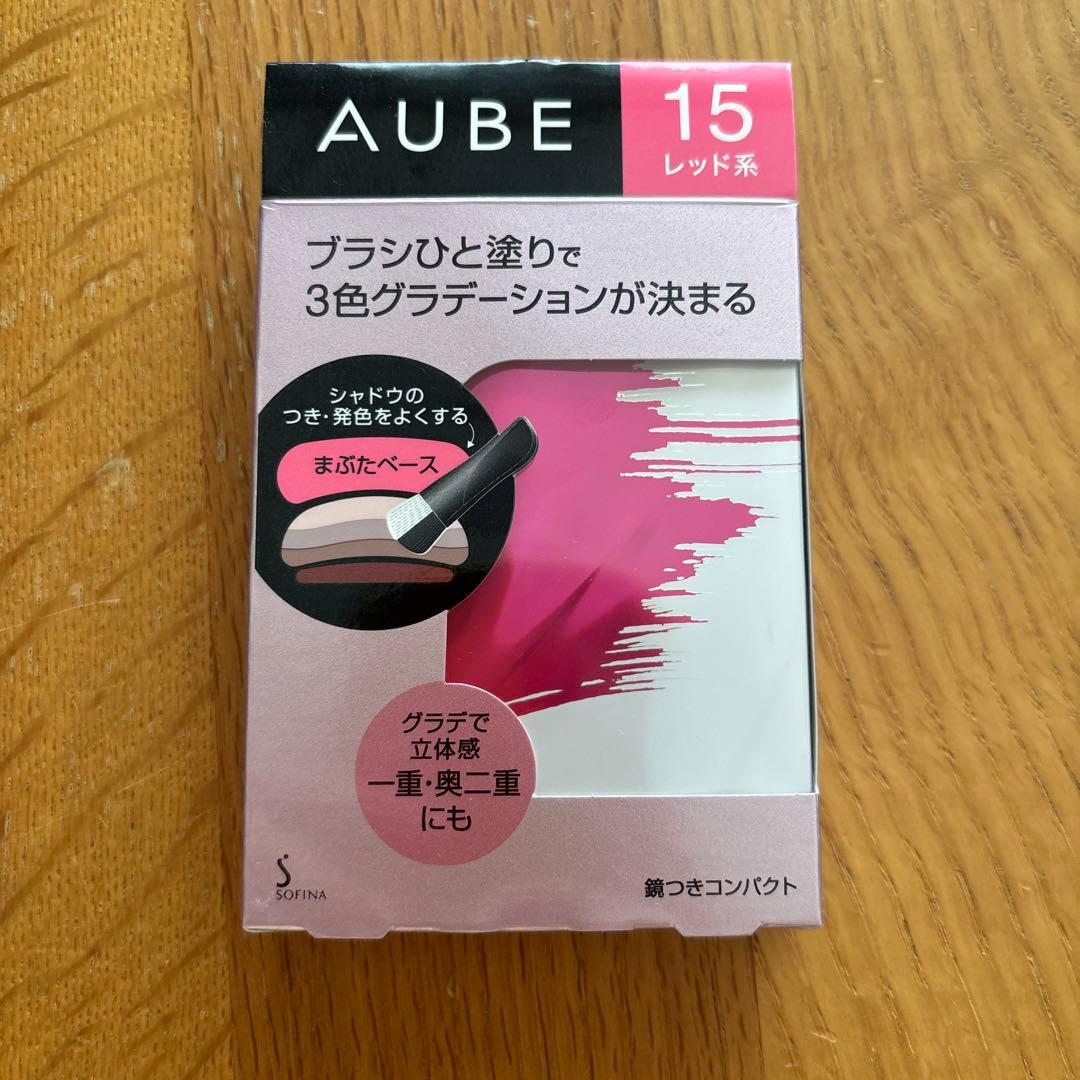 AUBE
15
レッド系
ブラシひと塗りで
3色グラデーションが決まる
シャドウの
つき・発色をよくする
まぶたベース
グラデで
立体感
一重・奥二重
にも
SOFINA
鏡つきコンパクト